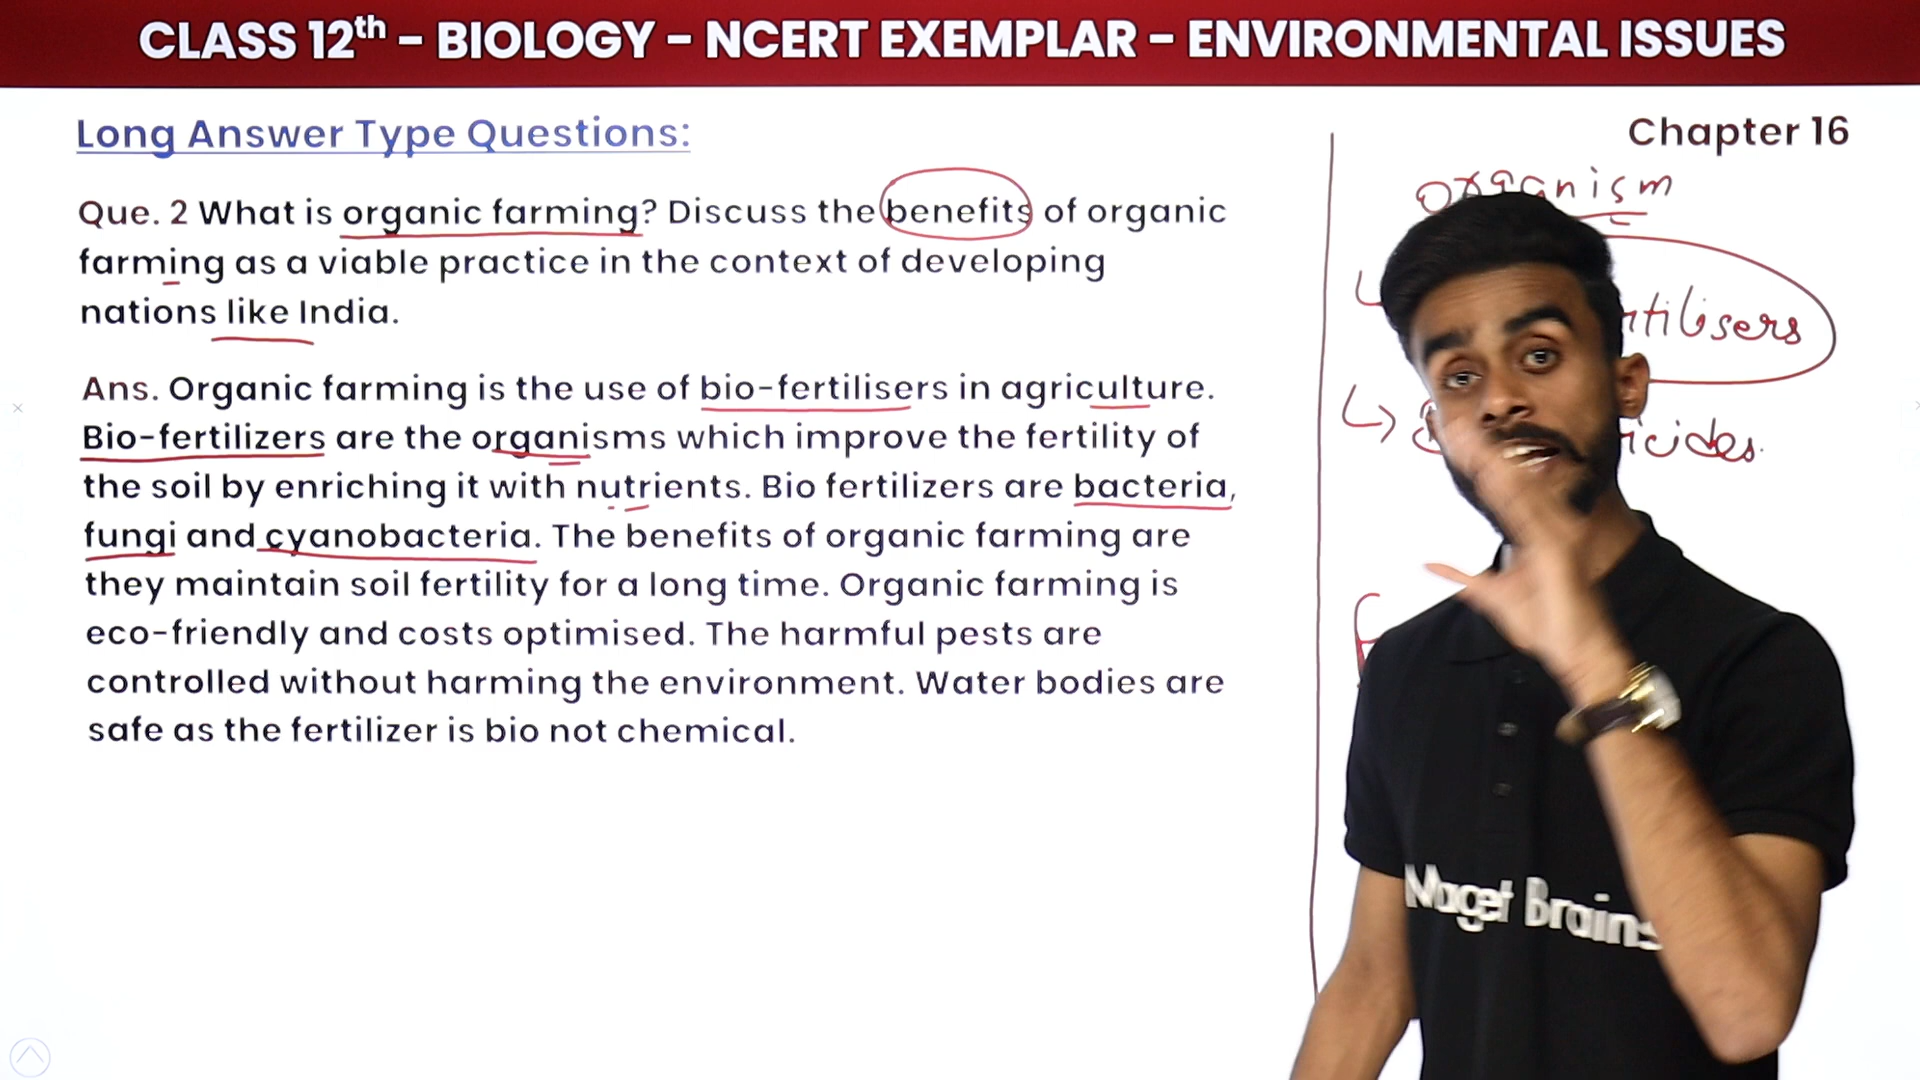 CLASS 12th – BIOLOGY – NCERT EXEMPLAR – ENVIRONMENTAL ISSUES
Long Answer Type Questions:
Chapter 16
Que. 2 What is organic farming? Discuss the benefits of organic
farming as a viable practice in the context of developing
nations like India.
Ans. Organic farming is the use of bio-fertilisers in agriculture.
Bio-fertilizers are the organisms which improve the fertility of
the soil by enriching it with nutrients. Bio fertilizers are bacteria,
fungi and cyanobacteria. The benefits of organic farming are
they maintain soil fertility for a long time. Organic farming is
eco-friendly and costs optimised. The harmful pests are
controlled without harming the environment. Water bodies are
safe as the fertilizer is bio not chemical.
organism
Maget Brains